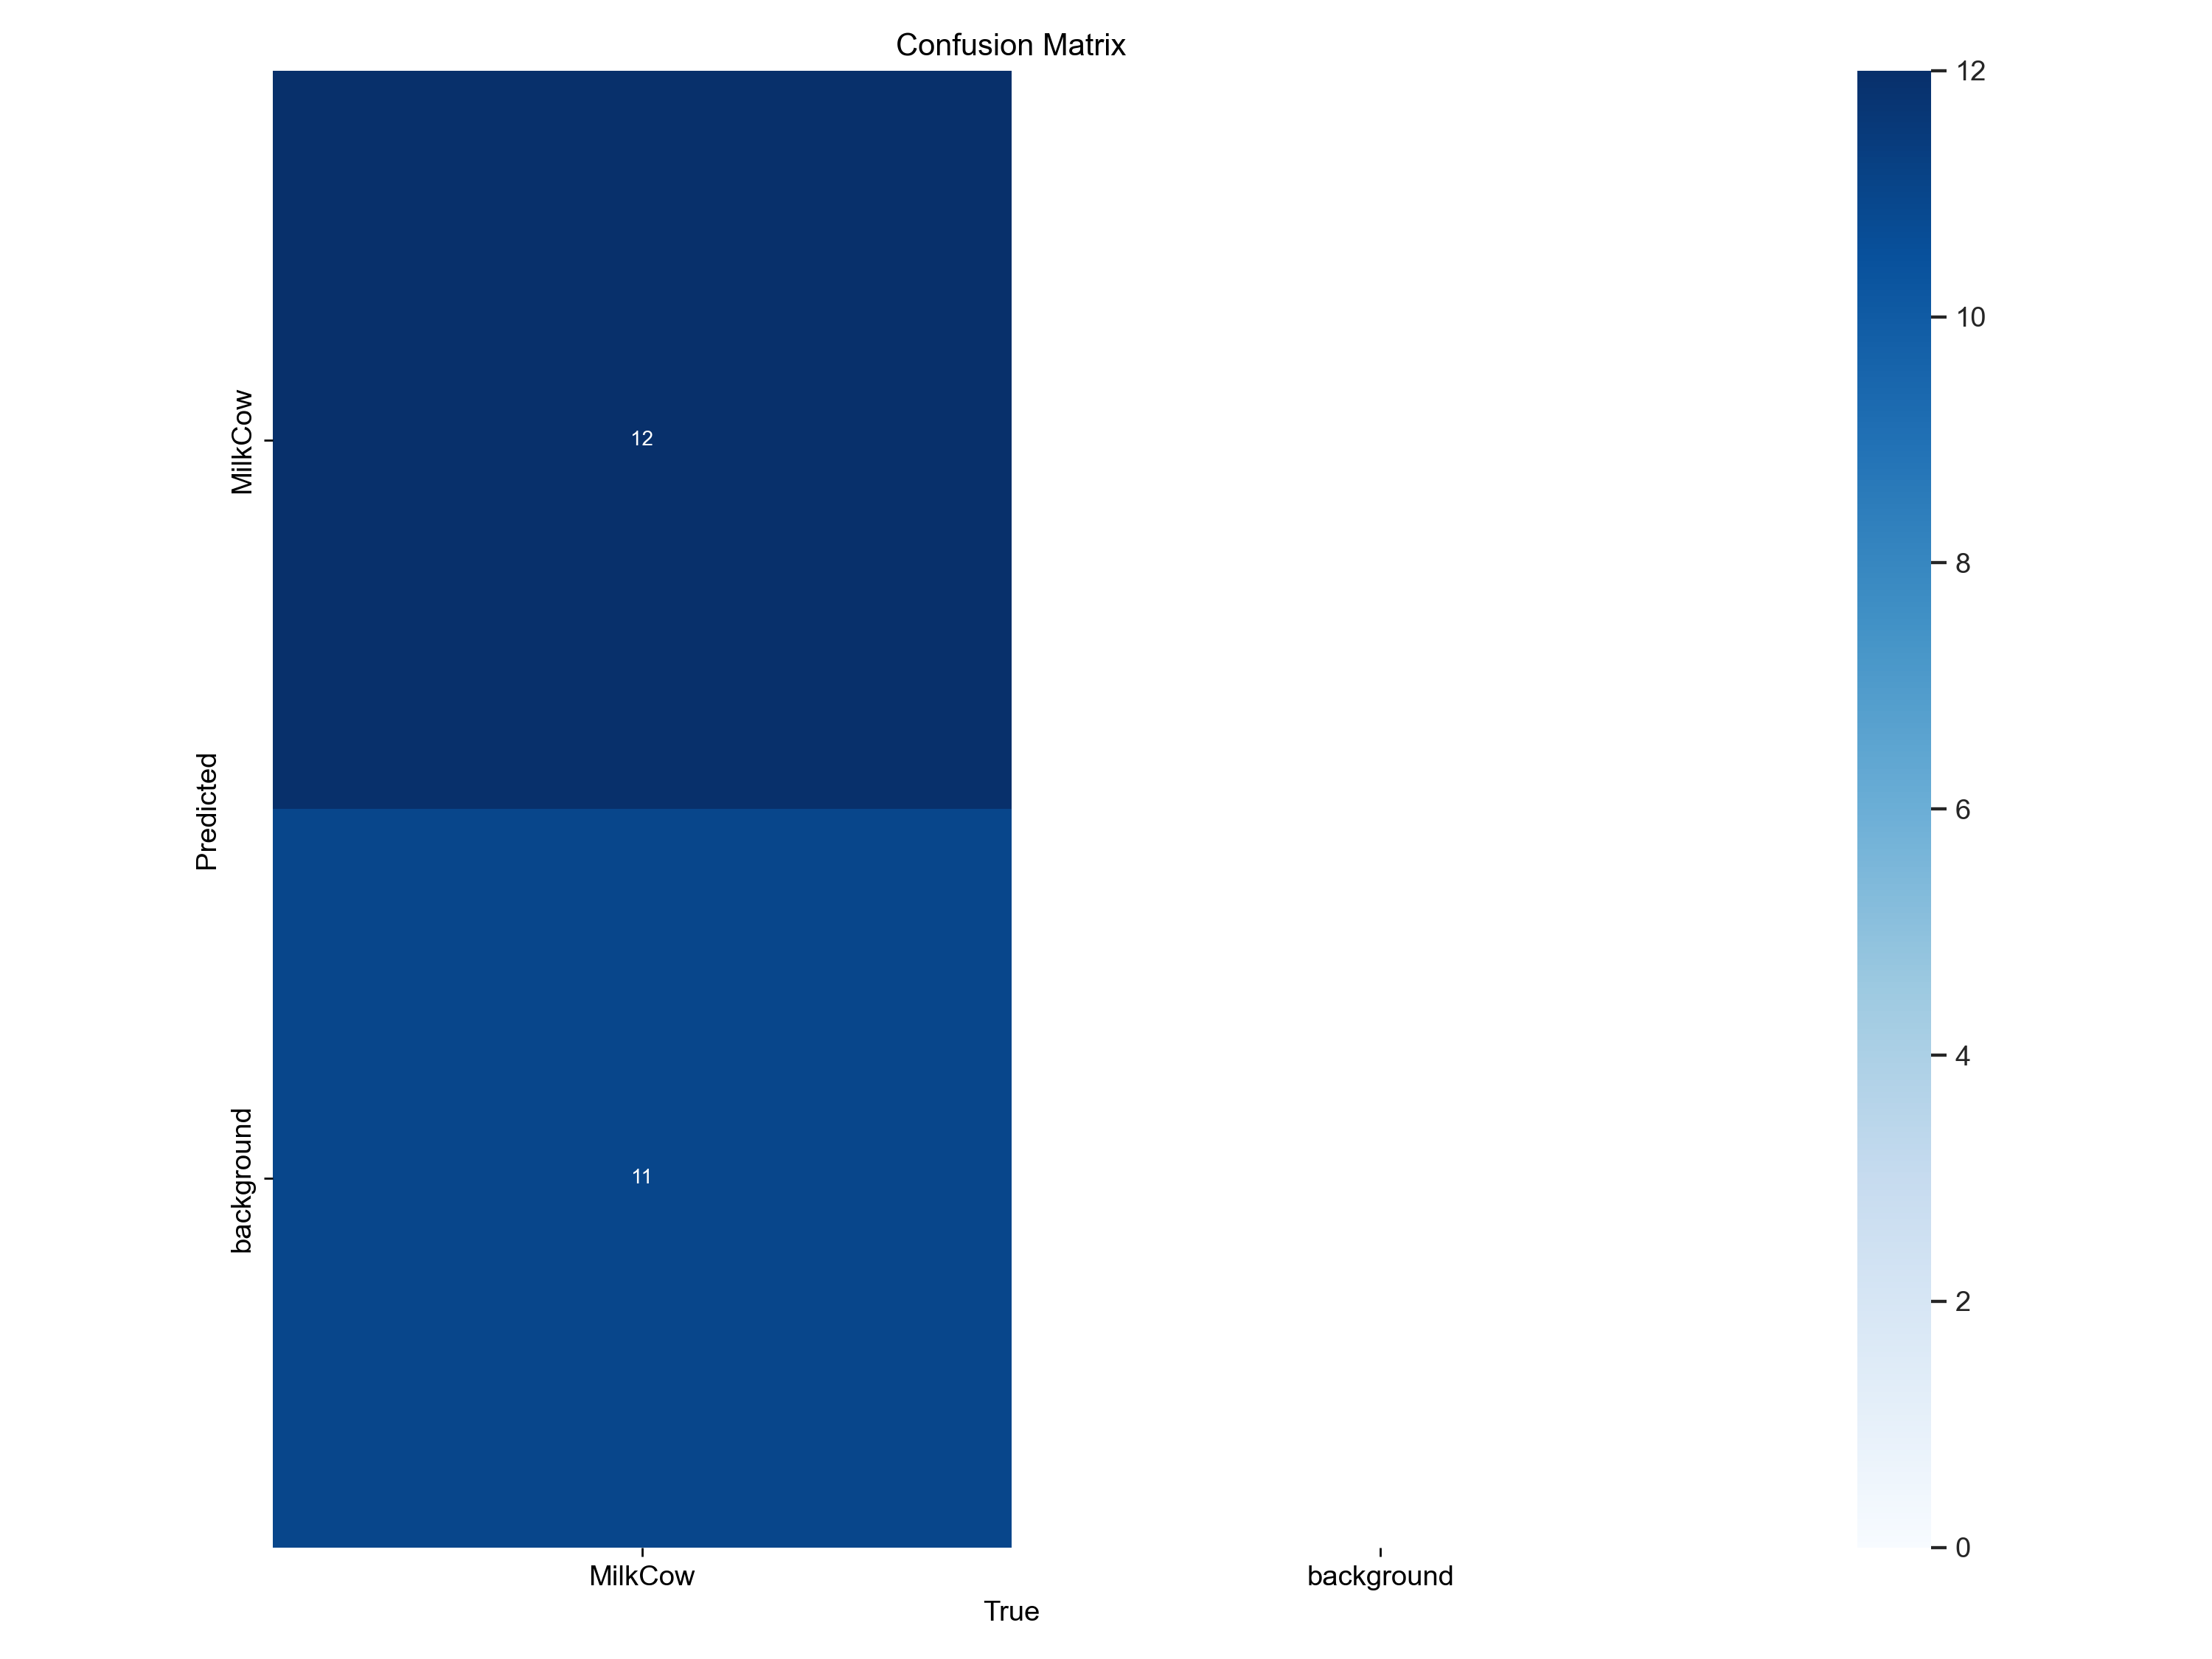 Confusion Matrix
12
10
8
6
4
2
0
Predicted
MilkCow
background
12
11
MilkCow
background
True